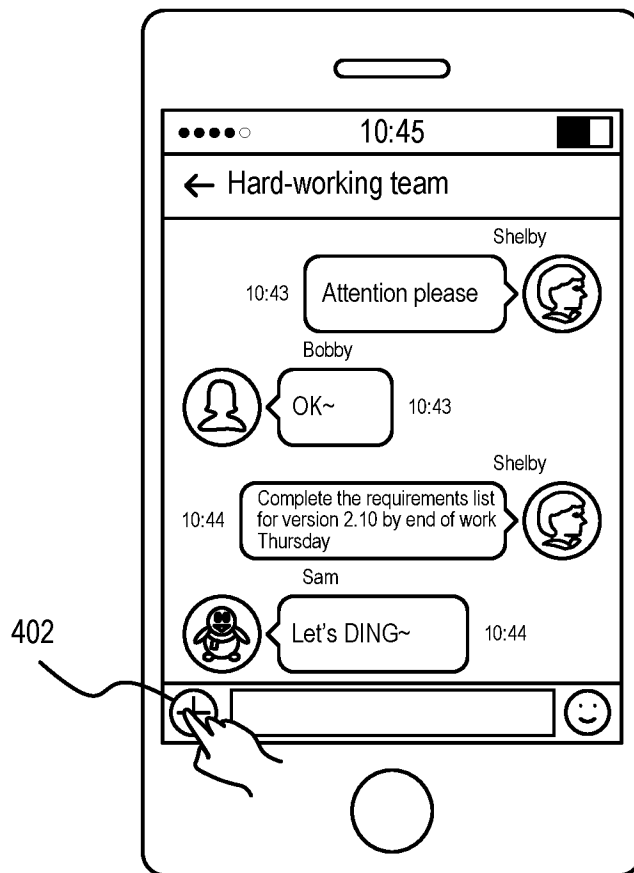 10:45
← Hard-working team
Shelby
10:43 Attention please
Bobby
OK~ 10:43
Shelby
Complete the requirements list
10:44 for version 2.10 by end of work
Thursday
Sam
Let's DING~ 10:44
402